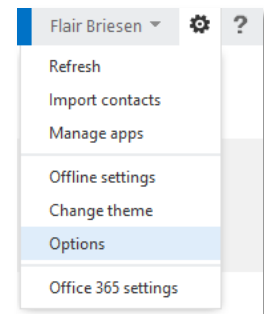 Flair Briesen ?
Refresh
Import contacts
Manage apps
Offline settings
Change theme
Options
Office 365 settings